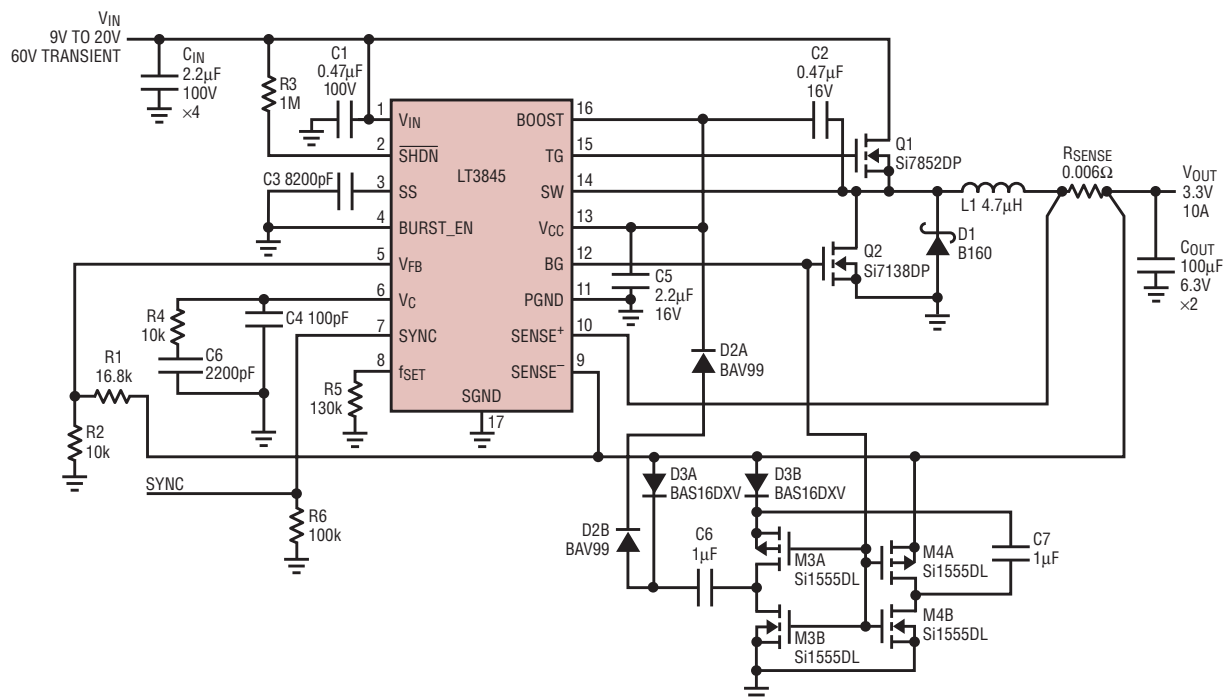 VIN
9V TO 20V
60V TRANSIENT
CIN
2.2µF
100V
×4
R3
1M
C1
0.47µF
100V
C2
0.47µF
16V
1
VIN
BOOST
16
2
SHDN
TG
15
LT3845
C3 8200pF
3
SS
SW
14
4
BURST_EN
VCC
13
5
VFB
BG
12
6
VC
PGND
11
7
SYNC
SENSE+
10
8
fSET
SENSE–
9
SGND
17
Q1
Si7852DP
RSENSE
0.006Ω
VOUT
3.3V
10A
L1 4.7µH
D1
B160
Q2
Si7138DP
COUT
100µF
6.3V
×2
C5
2.2µF
16V
R4
10k
C4 100pF
C6
2200pF
R1
16.8k
R5
130k
R2
10k
D2A
BAV99
SYNC
R6
100k
D3A
BAS16DXV
D3B
BAS16DXV
D2B
BAV99
C6
1µF
M3A
Si1555DL
M4A
Si1555DL
C7
1µF
M3B
Si1555DL
M4B
Si1555DL